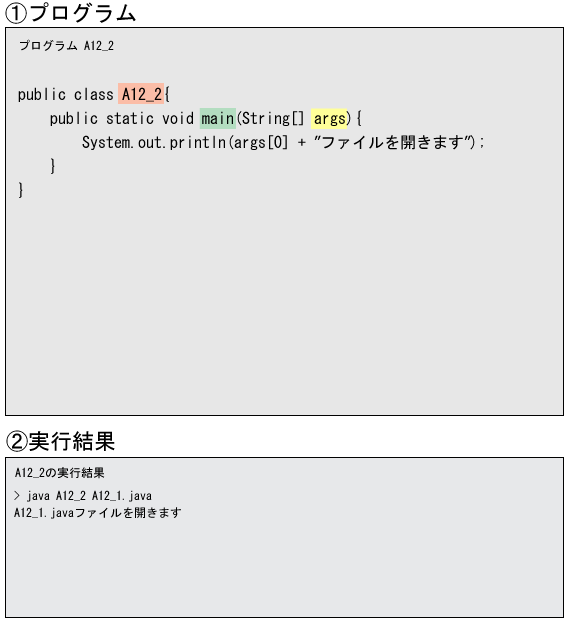 ①プログラム
プログラム A12_2
public class A12_2{
public static void main(String[] args){
System.out.println(args[0] + "ファイルを開きます");
}
}
②実行結果
A12_2の実行結果
> java A12_2 A12_1.java
A12_1.javaファイルを開きます